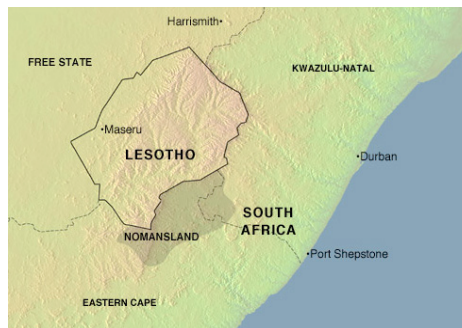 Harrismith
FREE STATE
KWAZULU-NATAL
Maseru
LESOTHO
Durban
SOUTH
AFRICA
NOMANSLAND
Port Shepstone
EASTERN CAPE